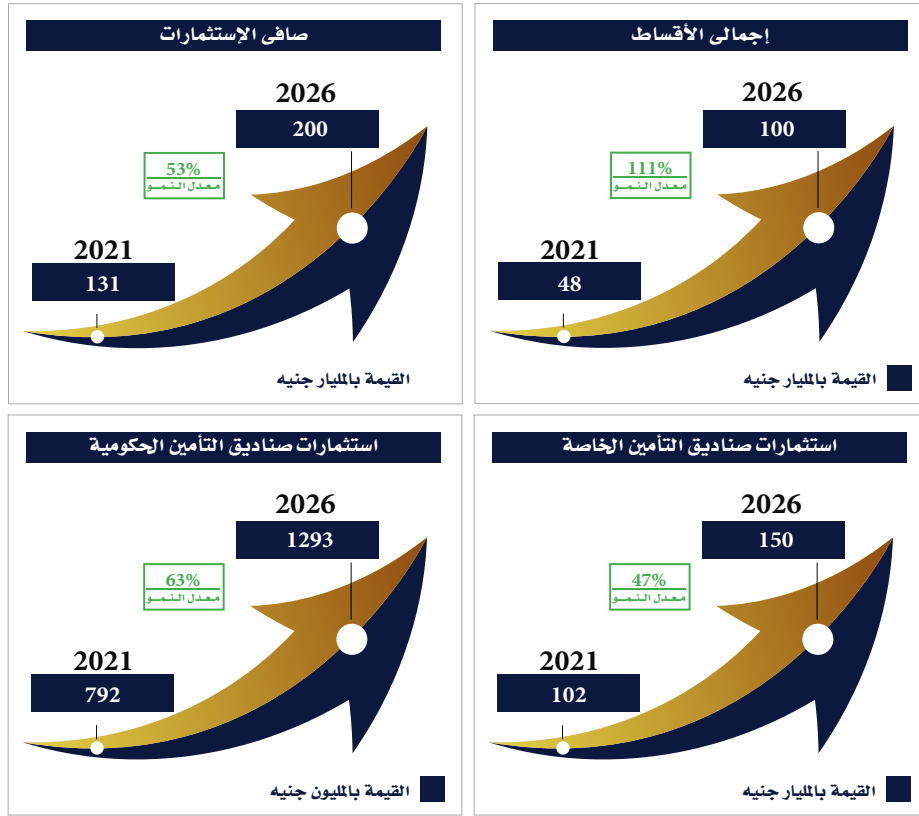 إجمالى الأقساط
2026
100
111%
معدل النمو
2021
48
القيمة بالمليار جنيه
صافى الإستثمارات
2026
200
53%
معدل النمو
2021
131
القيمة بالمليار جنيه
استثمارات صناديق التأمين الخاصة
2026
150
47%
معدل النمو
2021
102
القيمة بالمليار جنيه
استثمارات صناديق التأمين الحكومية
2026
1293
63%
معدل النمو
2021
792
القيمة بالمليون جنيه